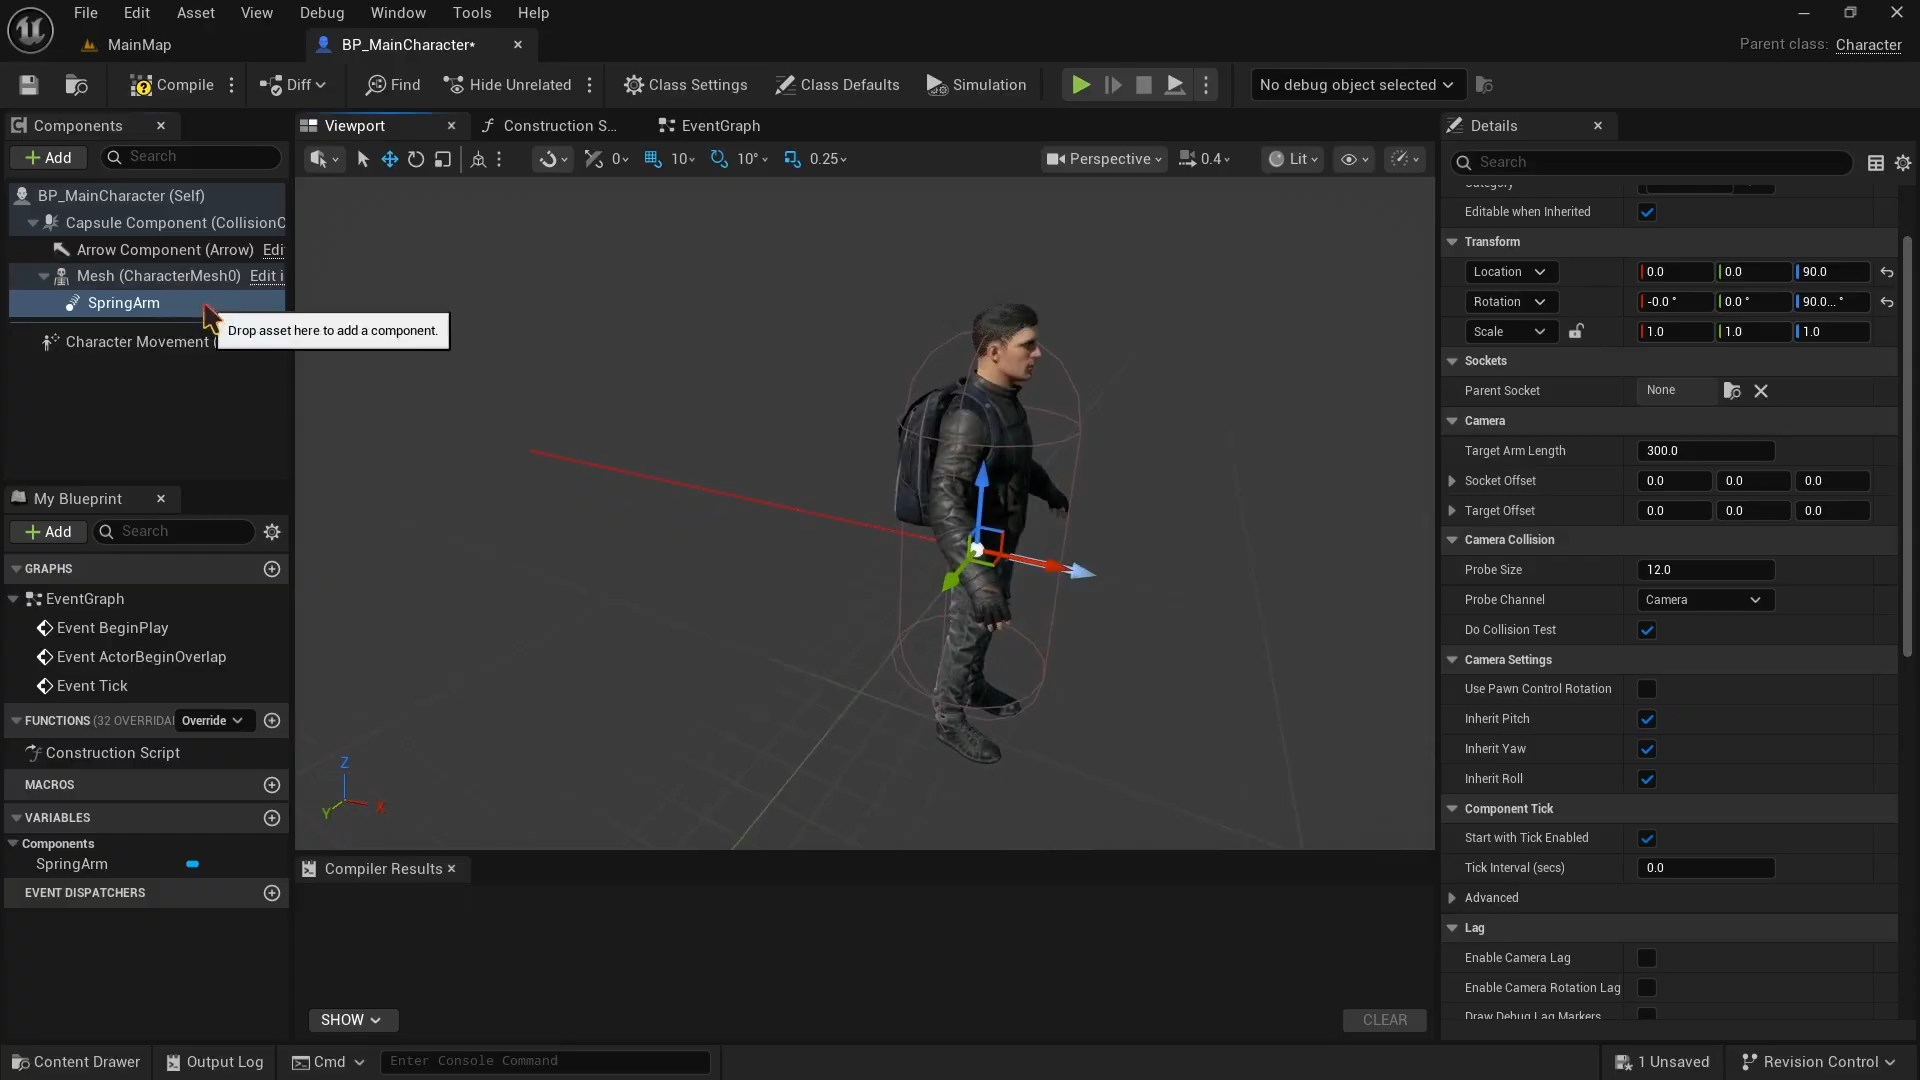 File Edit Asset View Debug Window Tools Help
MainMap
BP_MainCharacter*
Parent class: Character
Compile
Diff
Find
Hide Unrelated
Class Settings
Class Defaults
Simulation
No debug object selected
Components
Add
Search
BP_MainCharacter (Self)
Capsule Component (CollisionC
Arrow Component (Arrow) Edi
Mesh (CharacterMesh0) Edit i
SpringArm
Character Movement (
Drop asset here to add a component.
My Blueprint
Add
Search
GRAPHS
EventGraph
Event BeginPlay
Event ActorBeginOverlap
Event Tick
FUNCTIONS (32 OVERRIDA Override
Construction Script
MACROS
VARIABLES
Components
SpringArm
EVENT DISPATCHERS
Viewport
Construction S...
EventGraph
0
10
10°
0.25
Perspective
0.4
Lit
Z
Y
X
Compiler Results
SHOW
CLEAR
Details
Search
Editable when Inherited
Transform
Location 0.0 0.0 90.0
Rotation -0.0 ° 0.0 ° 90.0... °
Scale 1.0 1.0 1.0
Sockets
Parent Socket None
Camera
Target Arm Length 300.0
Socket Offset 0.0 0.0 0.0
Target Offset 0.0 0.0 0.0
Camera Collision
Probe Size 12.0
Probe Channel Camera
Do Collision Test
Camera Settings
Use Pawn Control Rotation
Inherit Pitch
Inherit Yaw
Inherit Roll
Component Tick
Start with Tick Enabled
Tick Interval (secs) 0.0
Advanced
Lag
Enable Camera Lag
Enable Camera Rotation Lag
Draw Debug Lag Markers
Content Drawer
Output Log
Cmd
Enter Console Command
1 Unsaved
Revision Control